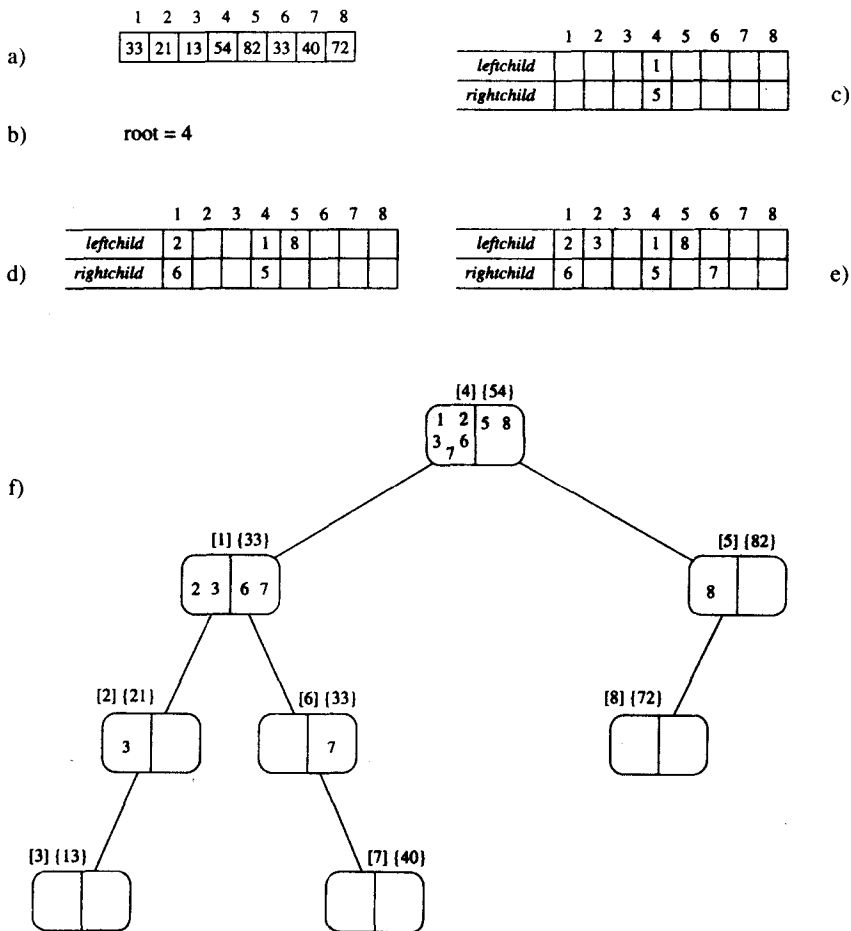 1 2 3 4 5 6 7 8
a) 33 21 13 54 82 33 40 72
1 2 3 4 5 6 7 8
leftchild 1
rightchild 5
c)
b) root = 4
1 2 3 4 5 6 7 8
leftchild 2 1 8
d) rightchild 6 5
1 2 3 4 5 6 7 8
leftchild 2 3 1 8
rightchild 6 5 7 e)
f)
[4] {54}
1 2 5 8
3 6
7
[1] {33} [5] {82}
2 3 6 7 8
[2] {21} [6] {33} [8] {72}
3 7
[3] {13} [7] {40}